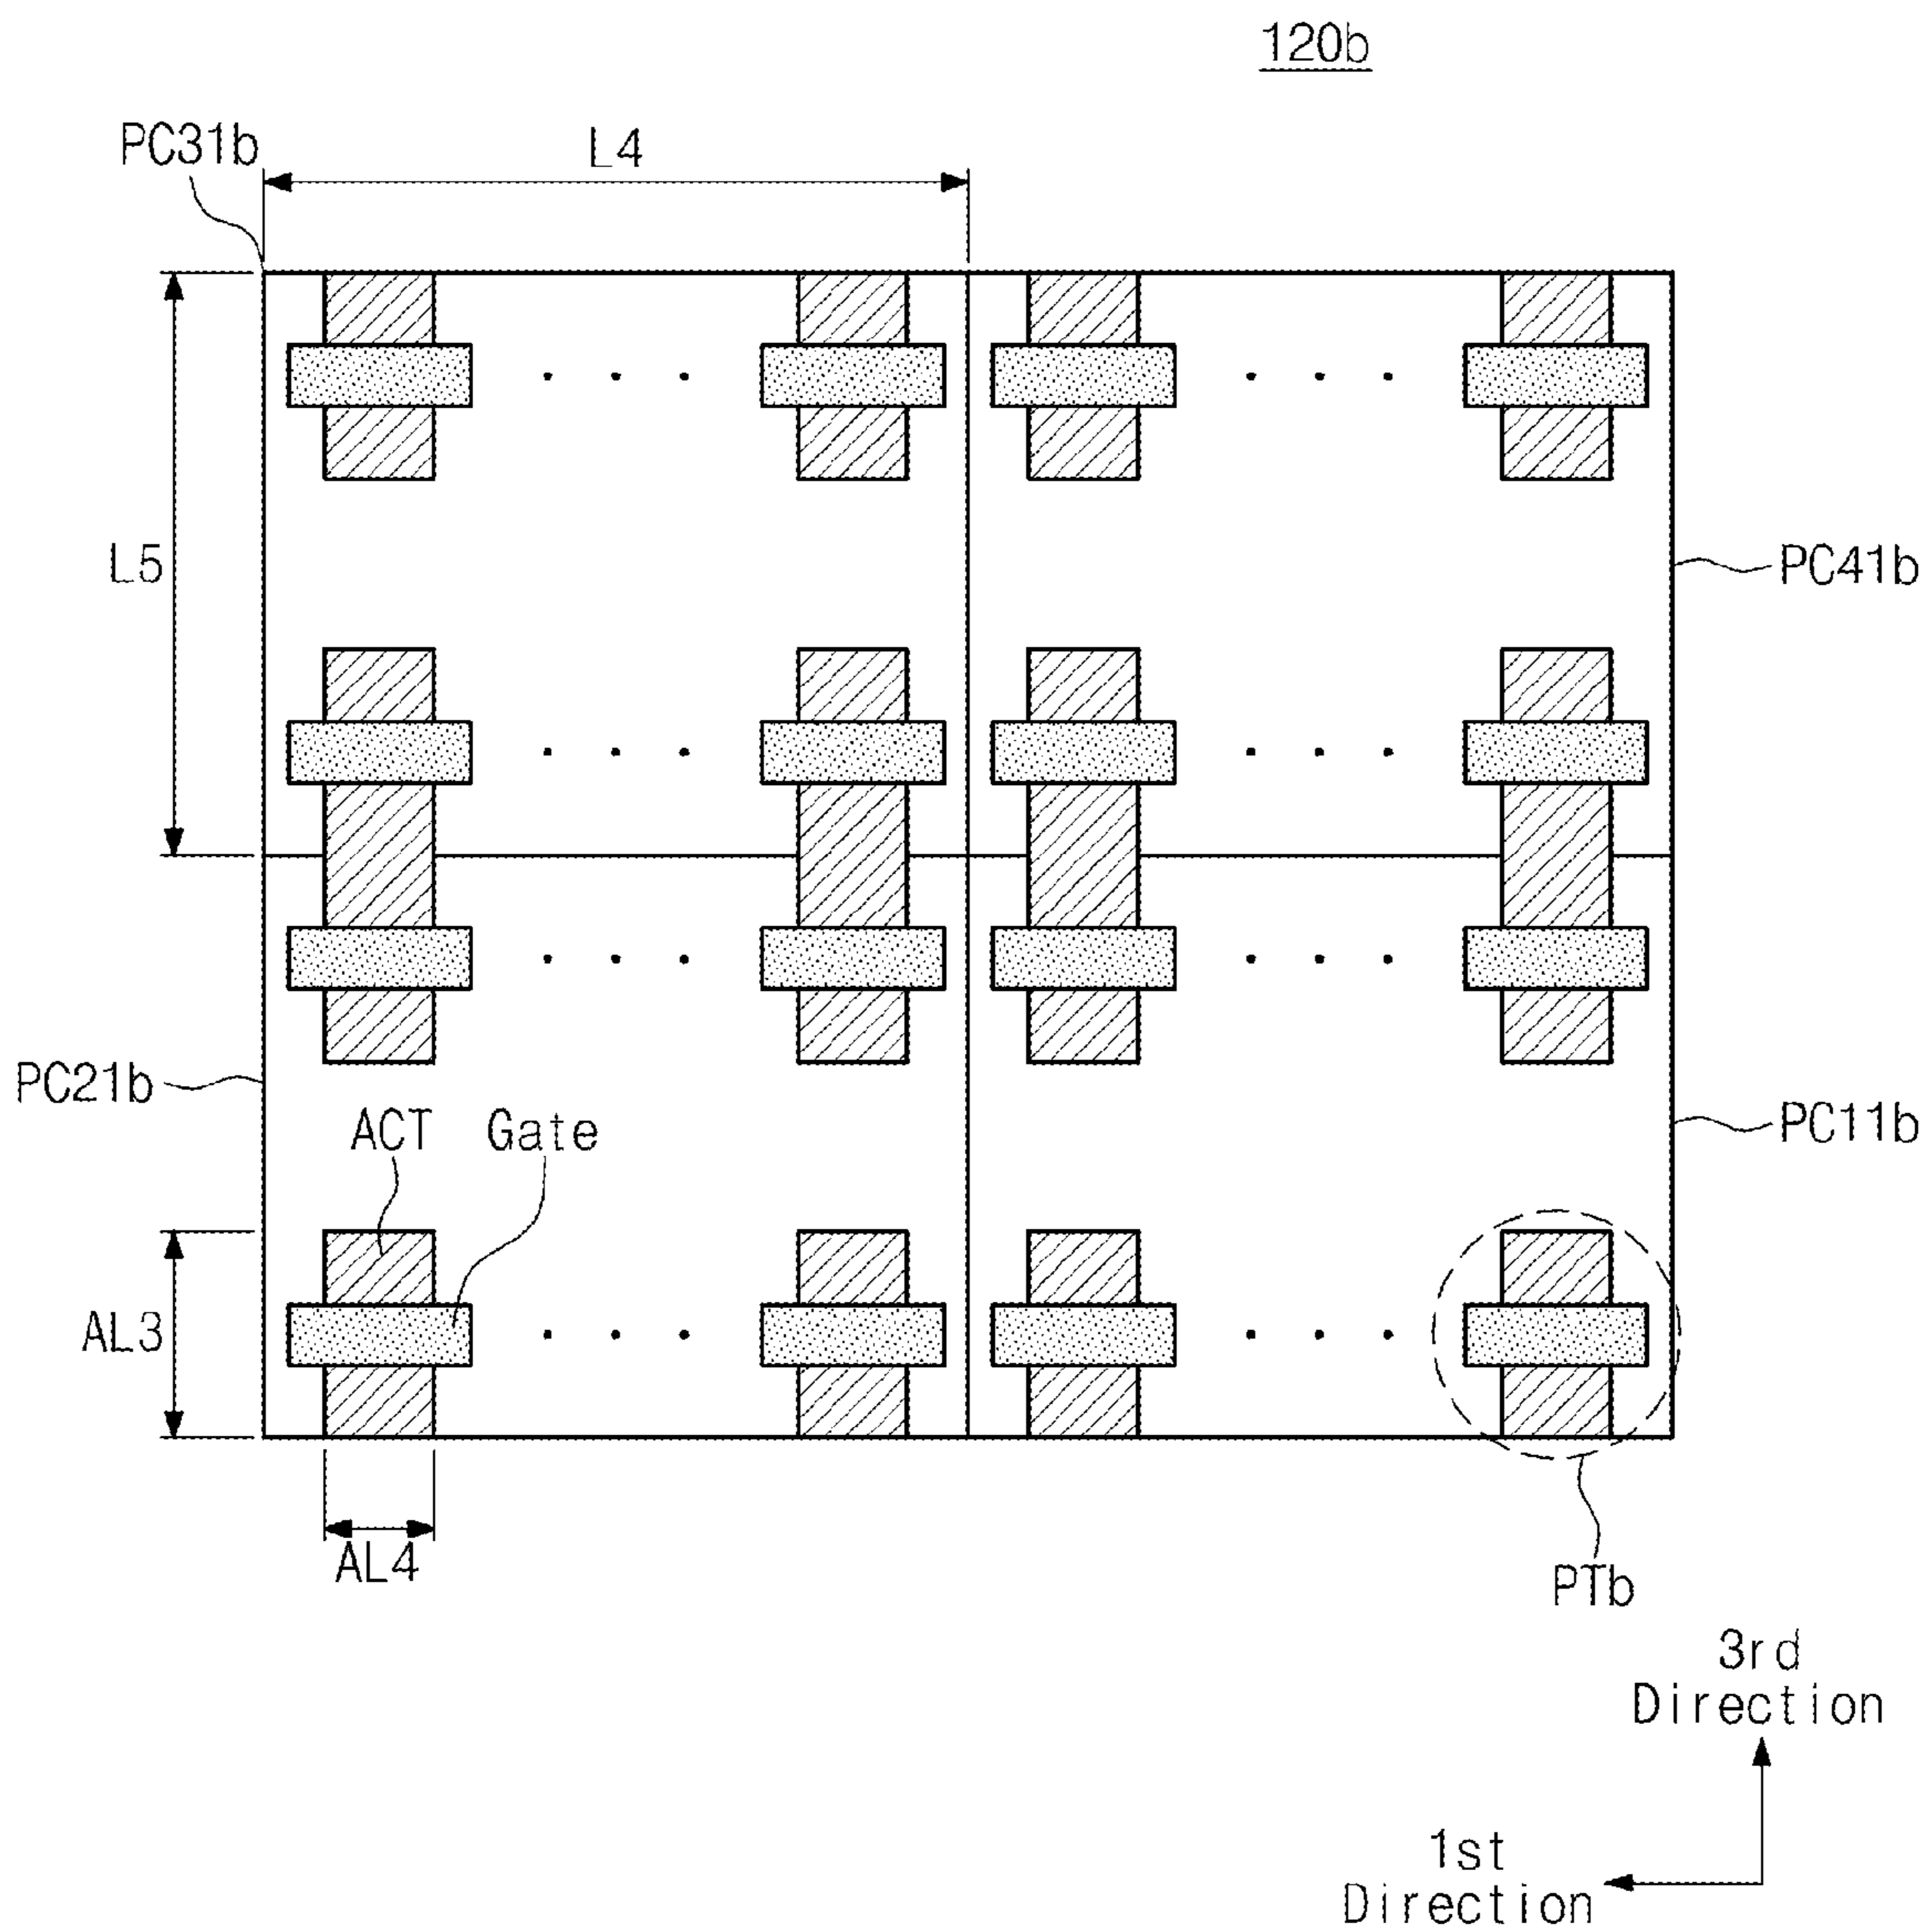 120b
PC31b
L4
L5
PC41b
PC21b
ACT
Gate
PC11b
AL3
AL4
PTb
3rd
Direction
1st
Direction